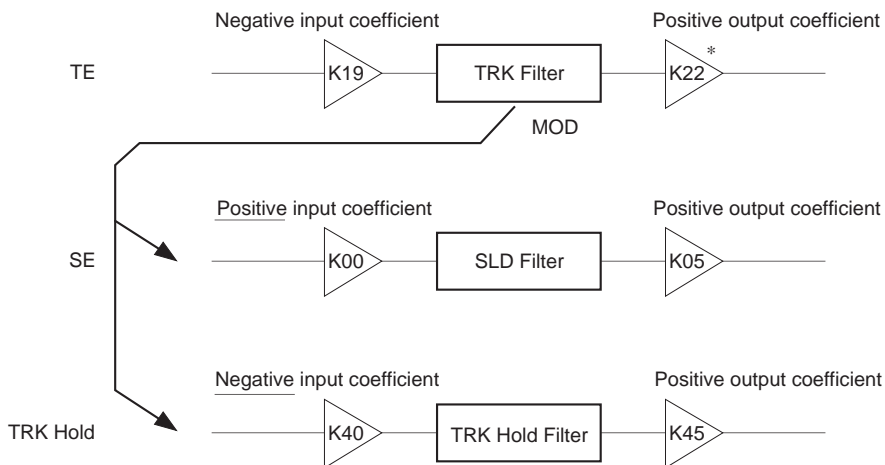 Negative input coefficient Positive output coefficient
TE K19 TRK Filter K22 *
MOD
Positive input coefficient Positive output coefficient
SE K00 SLD Filter K05
Negative input coefficient Positive output coefficient
TRK Hold K40 TRK Hold Filter K45